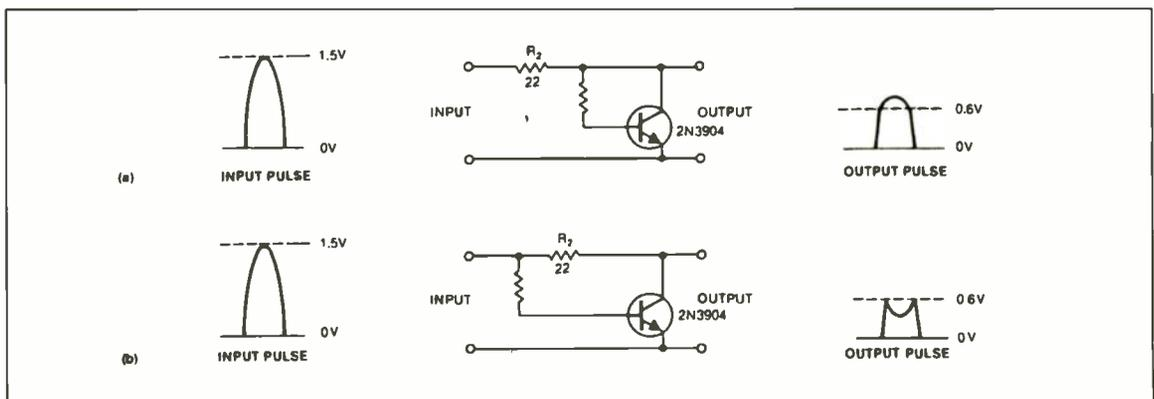 1.5V
0V
INPUT PULSE
(a)
R2
22
INPUT
OUTPUT
2N3904
0.6V
0V
OUTPUT PULSE
1.5V
0V
INPUT PULSE
(b)
R2
22
INPUT
OUTPUT
2N3904
0.6V
0V
OUTPUT PULSE